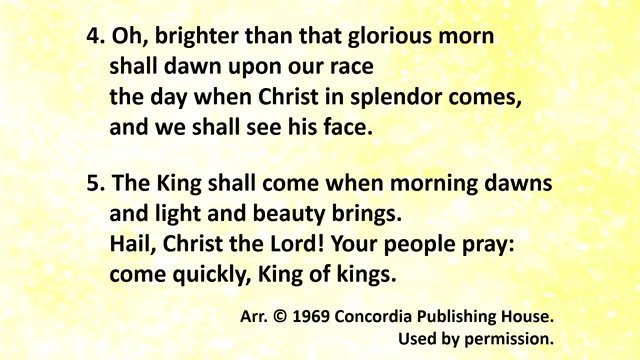 4. Oh, brighter than that glorious morn
shall dawn upon our race
the day when Christ in splendor comes,
and we shall see his face.
5. The King shall come when morning dawns
and light and beauty brings.
Hail, Christ the Lord! Your people pray:
come quickly, King of kings.
Arr. © 1969 Concordia Publishing House.
Used by permission.